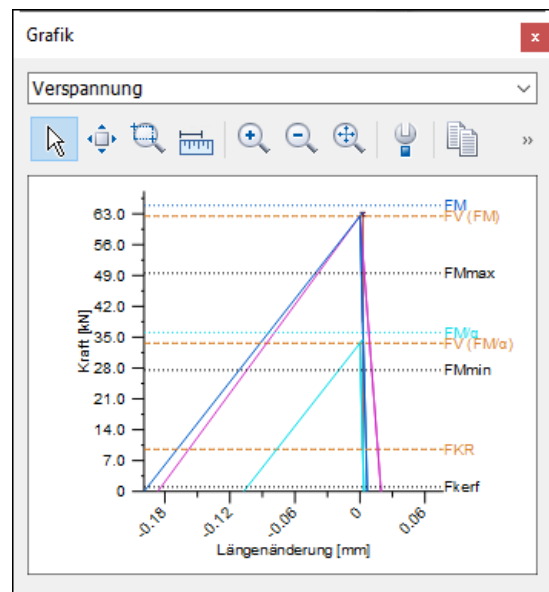 Grafik
x
Verspannung
»
63.0
56.0
49.0
42.0
35.0
28.0
21.0
14.0
7.0
0
Kraft [kN]
FM
FV (FM)
FMmax
FM/α
FV (FM/α)
FMmin
FKR
Fkerf
-0.18
-0.12
-0.06
0
0.06
Längenänderung [mm]